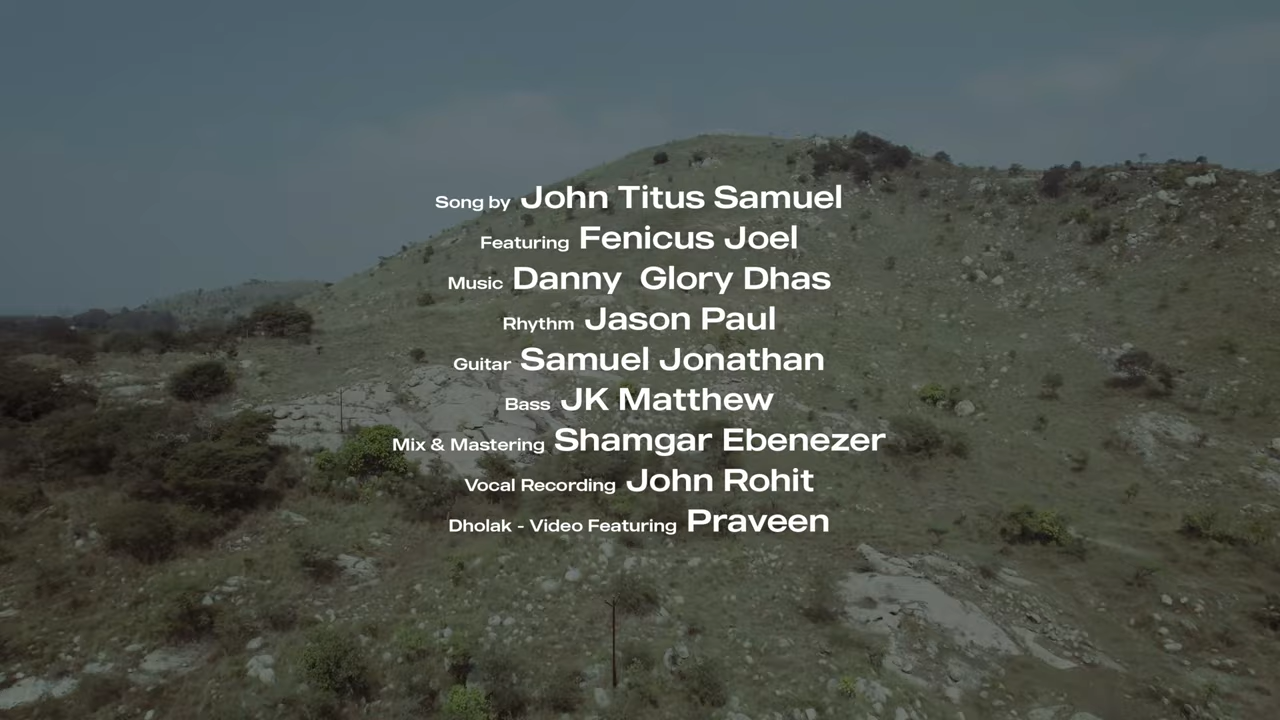 Song by John Titus Samuel
Featuring Fenicus Joel
Music Danny Glory Dhas
Rhythm Jason Paul
Guitar Samuel Jonathan
Bass JK Matthew
Mix & Mastering Shamgar Ebenezer
Vocal Recording John Rohit
Dholak - Video Featuring Praveen